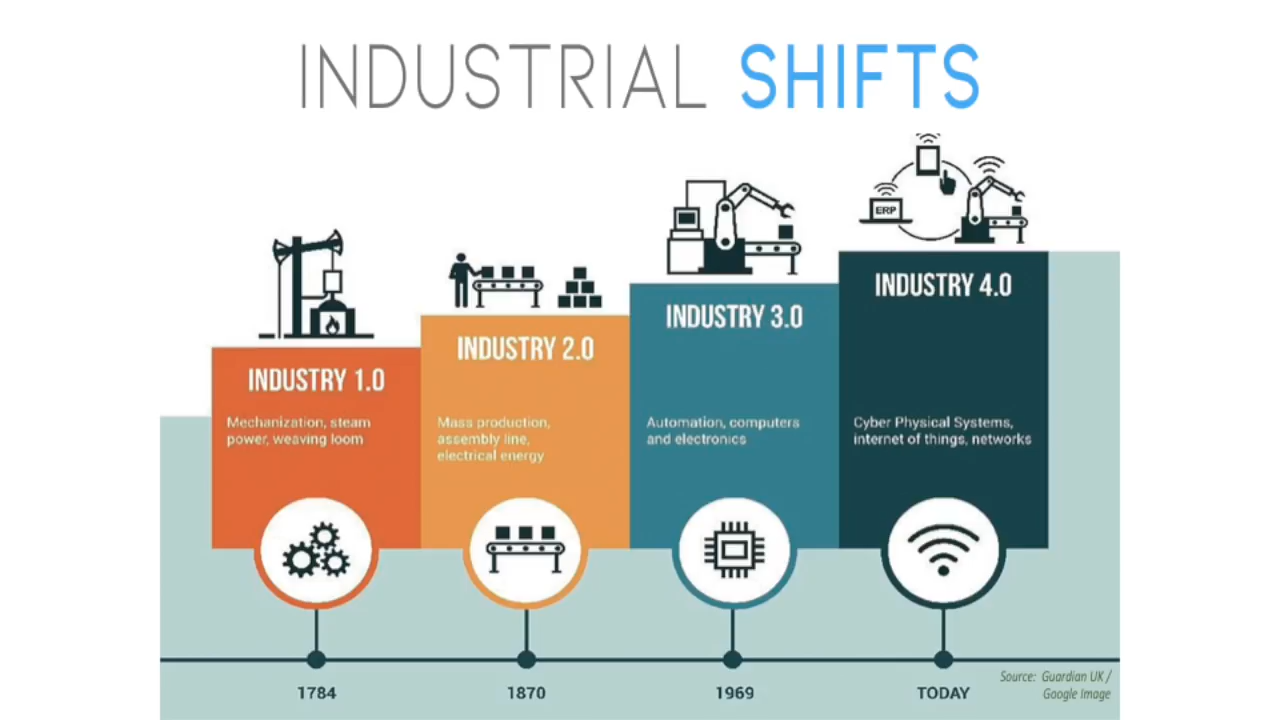 INDUSTRIAL SHIFTS
ERP
INDUSTRY 1.0
Mechanization, steam
power, weaving loom
INDUSTRY 2.0
Mass production,
assembly line,
electrical energy
INDUSTRY 3.0
Automation, computers
and electronics
INDUSTRY 4.0
Cyber Physical Systems,
internet of things, networks
1784
1870
1969
TODAY
Source: Guardian UK /
Google Image